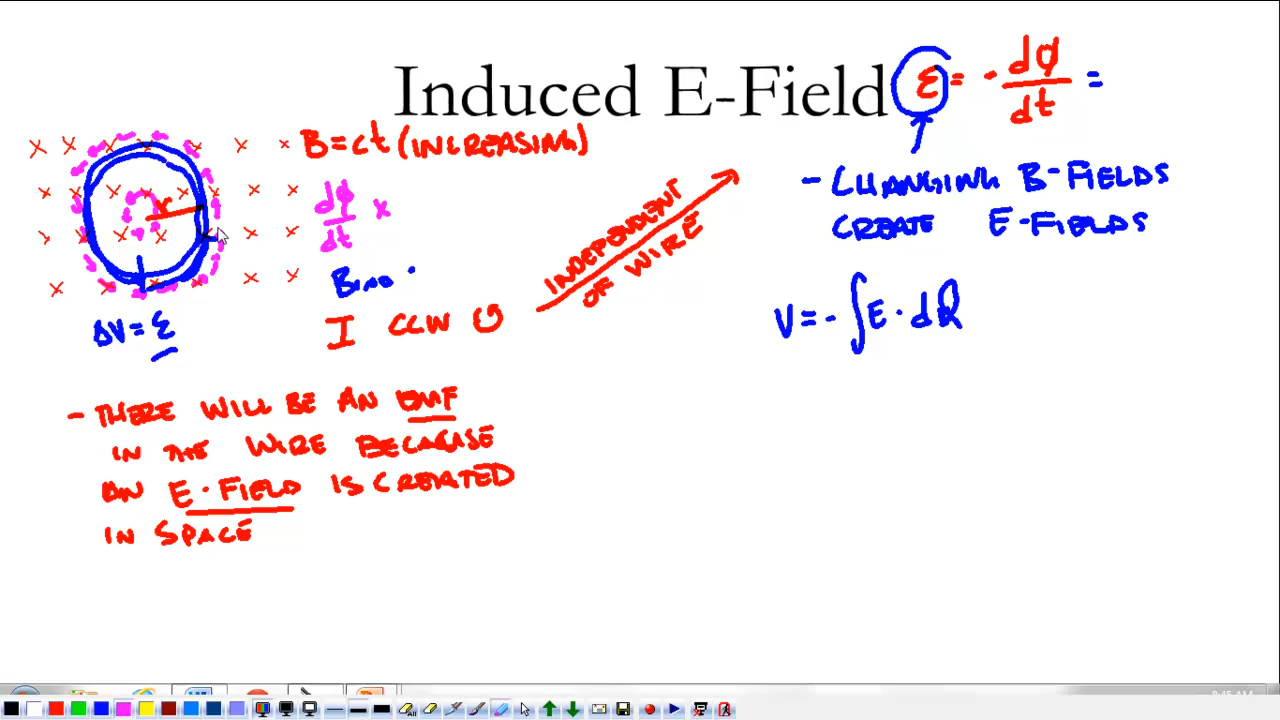 Induced E-Field
ε = - dφ/dt =
B = ct (INCREASING)
dφ/dt x
B IND ·
I CCW ↺
ΔV = ε
INDEPENDENT
OF WIRE
- CHANGING B-FIELDS
CREATE E-FIELDS
V = - ∫ E · dl
r
- THERE WILL BE AN EMF
IN THE WIRE BECAUSE
AN E-FIELD IS CREATED
IN SPACE